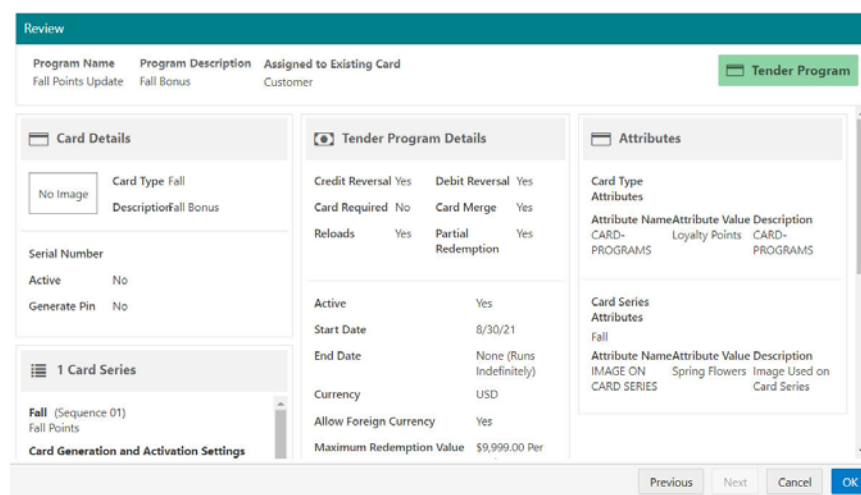 Review
Program Name Program Description Assigned to Existing Card
Fall Points Update Fall Bonus Customer
Tender Program
Card Details
No Image
Card Type Fall
Description Fall Bonus
Serial Number
Active No
Generate Pin No
1 Card Series
Fall (Sequence 01)
Fall Points
Card Generation and Activation Settings
Tender Program Details
Credit Reversal Yes Debit Reversal Yes
Card Required No Card Merge Yes
Reloads Yes Partial Yes
Redemption
Active Yes
Start Date 8/30/21
End Date None (Runs
Indefinitely)
Currency USD
Allow Foreign Currency Yes
Maximum Redemption Value $9,999.00 Per
Attributes
Card Type
Attributes
Attribute Name Attribute Value Description
CARD- Loyalty Points CARD-
PROGRAMS PROGRAMS
Card Series
Attributes
Fall
Attribute Name Attribute Value Description
IMAGE ON Spring Flowers Image Used on
CARD SERIES Card Series
Previous Next Cancel OK